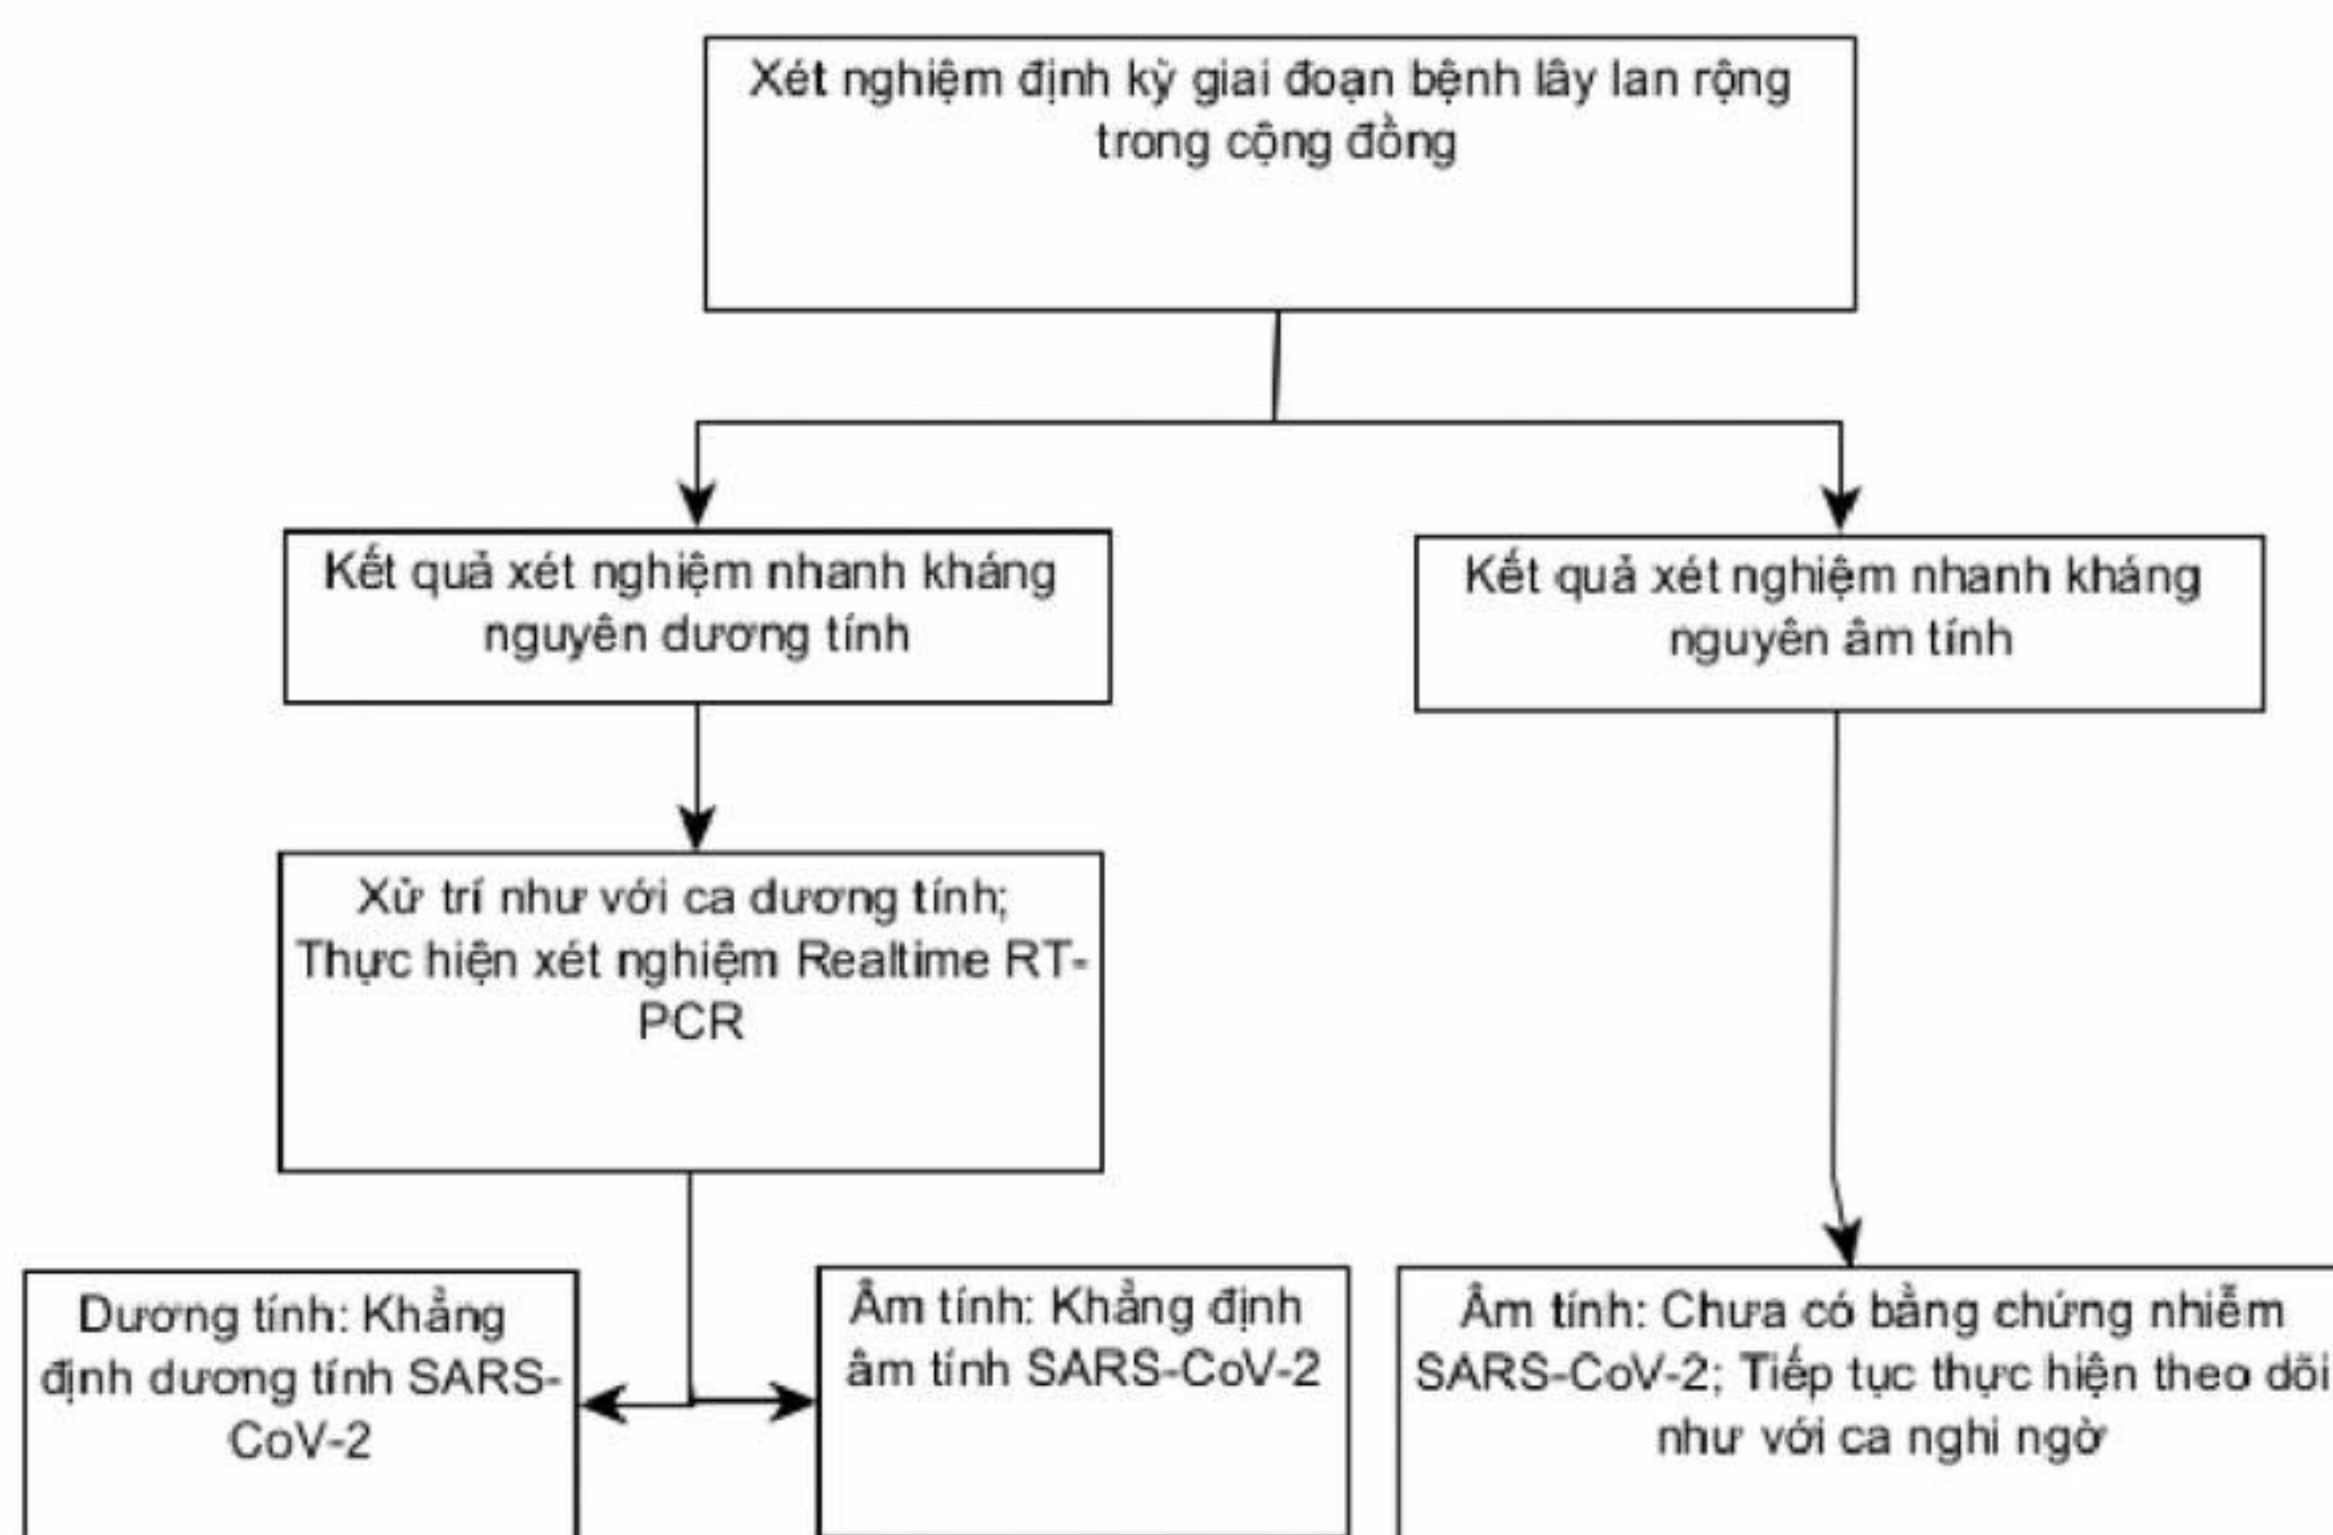 Xét nghiệm định kỳ giai đoạn bệnh lây lan rộng
trong cộng đồng
Kết quả xét nghiệm nhanh kháng
nguyên dương tính
Kết quả xét nghiệm nhanh kháng
nguyên âm tính
Xử trí như với ca dương tính;
Thực hiện xét nghiệm Realtime RT-
PCR
Dương tính: Khẳng
định dương tính SARS-
CoV-2
Âm tính: Khẳng định
âm tính SARS-CoV-2
Âm tính: Chưa có bằng chứng nhiễm
SARS-CoV-2; Tiếp tục thực hiện theo dõi
như với ca nghi ngờ